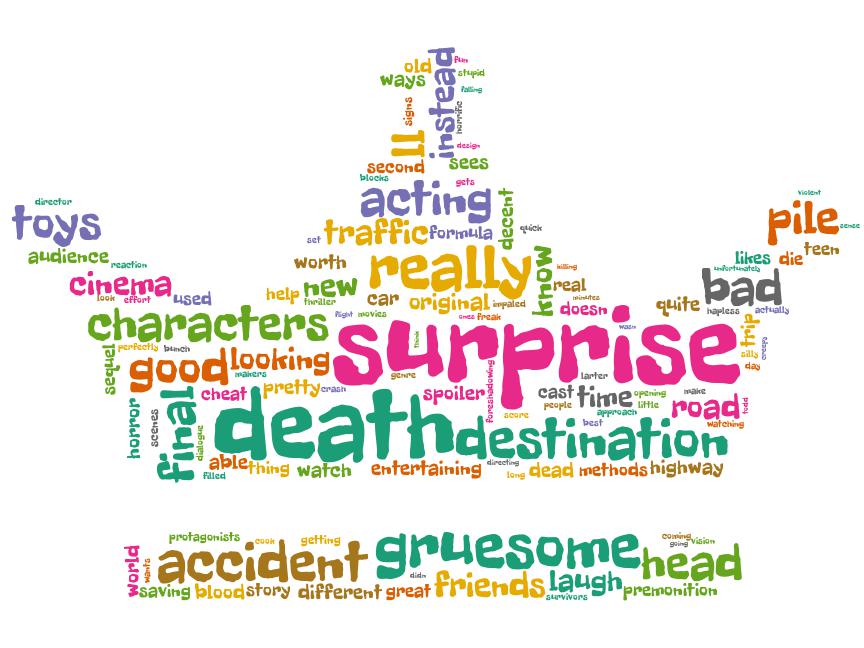 old
fun
ways
instead
stupid
falling
signs
horrific
ll
design
second
sees
blocks
gets
acting
decent
director
toys
violent
pile
sense
traffic
formula
quick
set
audience
reaction
teen
likes
die
unfortunately
worth
really
know
killing
cinema
look
effort
used
help
new
thriller
car
original
impaled
real
minutes
doesn
quite
bad
hapless
actually
characters
flight
movies
ones
freak
surprise
wasn
trip
silly
creepy
day
sequel
perfectly
bunch
good
looking
makers
think
genre
foreshadowing
larter
cheat
pretty
crash
spoiler
score
cast
time
opening
people
little
approach
best
make
road
todd
watching
horror
scenes
final
dialogue
death
destination
able
filled
thing
watch
entertaining
directing
long
dead
methods
highway
protagonists
cook
getting
gruesome
coming
going
vision
world
wants
accident
didn
head
saving
blood
story
different
great
friends
laugh
survivors
premonition